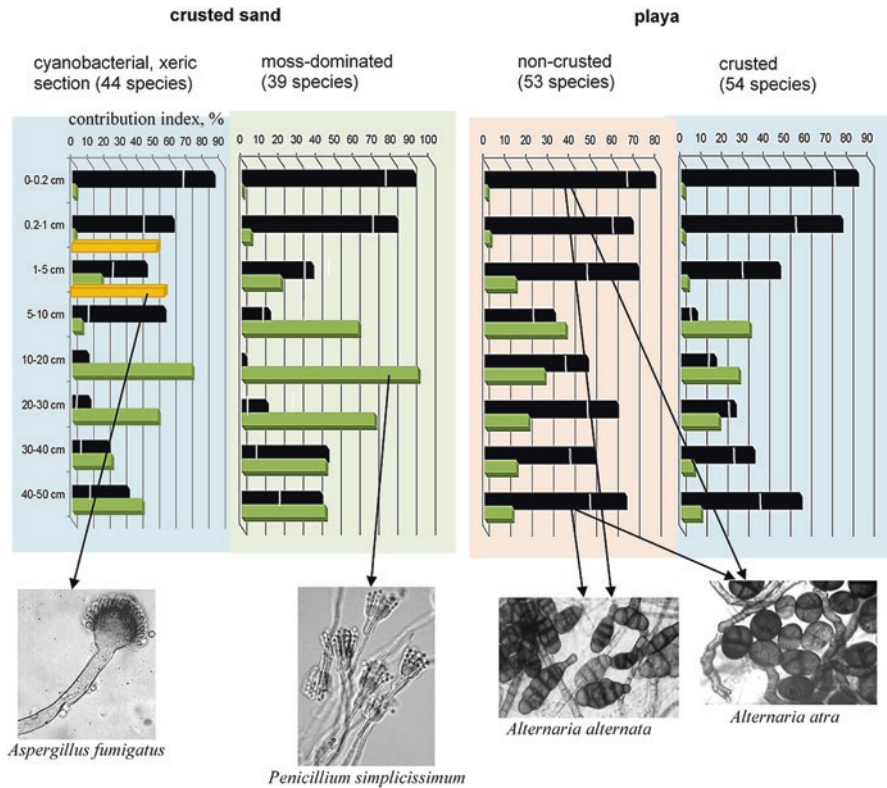 crusted sand
playa
cyanobacterial, xeric
section (44 species)
moss-dominated
(39 species)
non-crusted
(53 species)
crusted
(54 species)
contribution index, %
0 10 20 30 40 50 60 70 80 90
0 10 20 30 40 50 60 70 80 90 100
0 10 20 30 40 50 60 70 80
0 10 20 30 40 50 60 70 80 90
0-0.2 cm
0.2-1 cm
1-5 cm
5-10 cm
10-20 cm
20-30 cm
30-40 cm
40-50 cm
Aspergillus fumigatus
Penicillium simplicissimum
Alternaria alternata
Alternaria atra